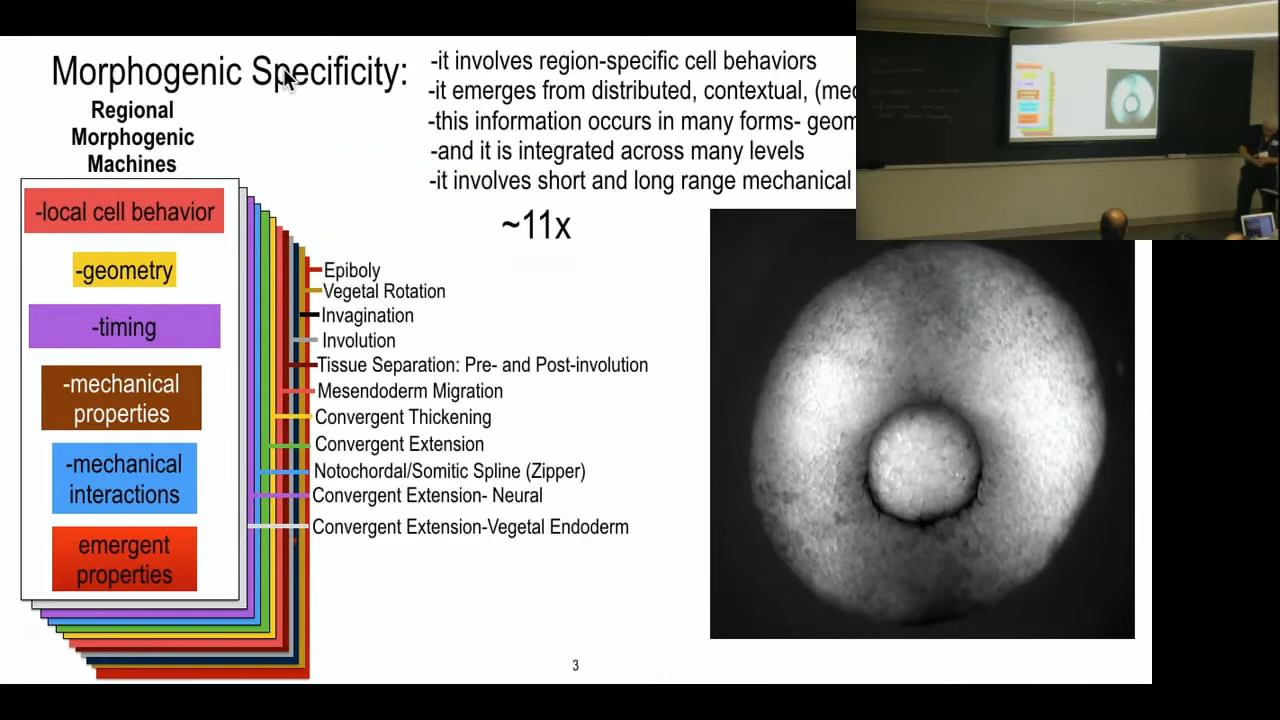 Morphogenic Specificity:
-it involves region-specific cell behaviors
-it emerges from distributed, contextual, (mec
-this information occurs in many forms- geom
-and it is integrated across many levels
-it involves short and long range mechanical
Regional
Morphogenic
Machines
~11x
-local cell behavior
-geometry
-timing
-mechanical
properties
-mechanical
interactions
emergent
properties
Epiboly
Vegetal Rotation
Invagination
Involution
Tissue Separation: Pre- and Post-involution
Mesendoderm Migration
Convergent Thickening
Convergent Extension
Notochordal/Somitic Spline (Zipper)
Convergent Extension- Neural
Convergent Extension-Vegetal Endoderm
3